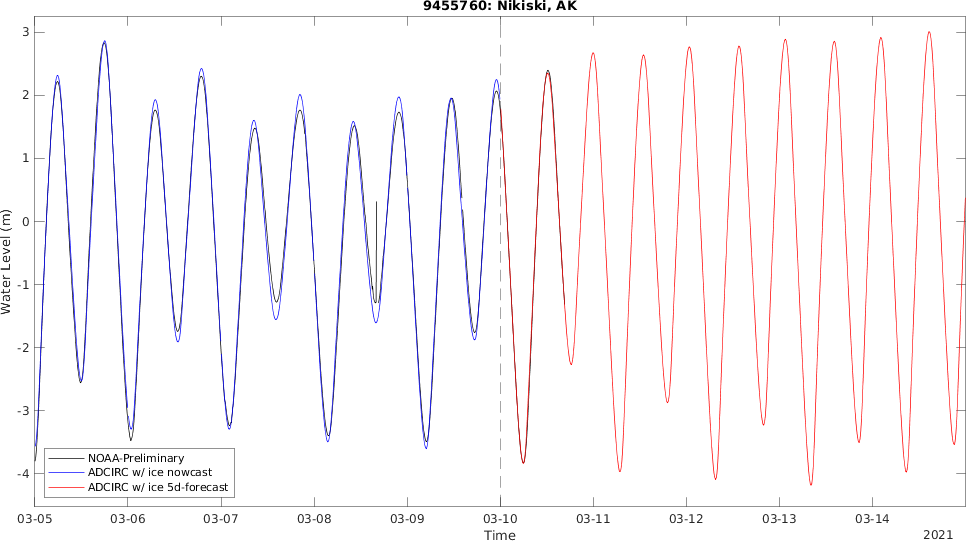 9455760: Nikiski, AK
3
2
1
0
-1
-2
-3
-4
Water Level (m)
NOAA-Preliminary
ADCIRC w/ ice nowcast
ADCIRC w/ ice 5d-forecast
03-05 03-06 03-07 03-08 03-09 03-10 03-11 03-12 03-13 03-14
Time
2021